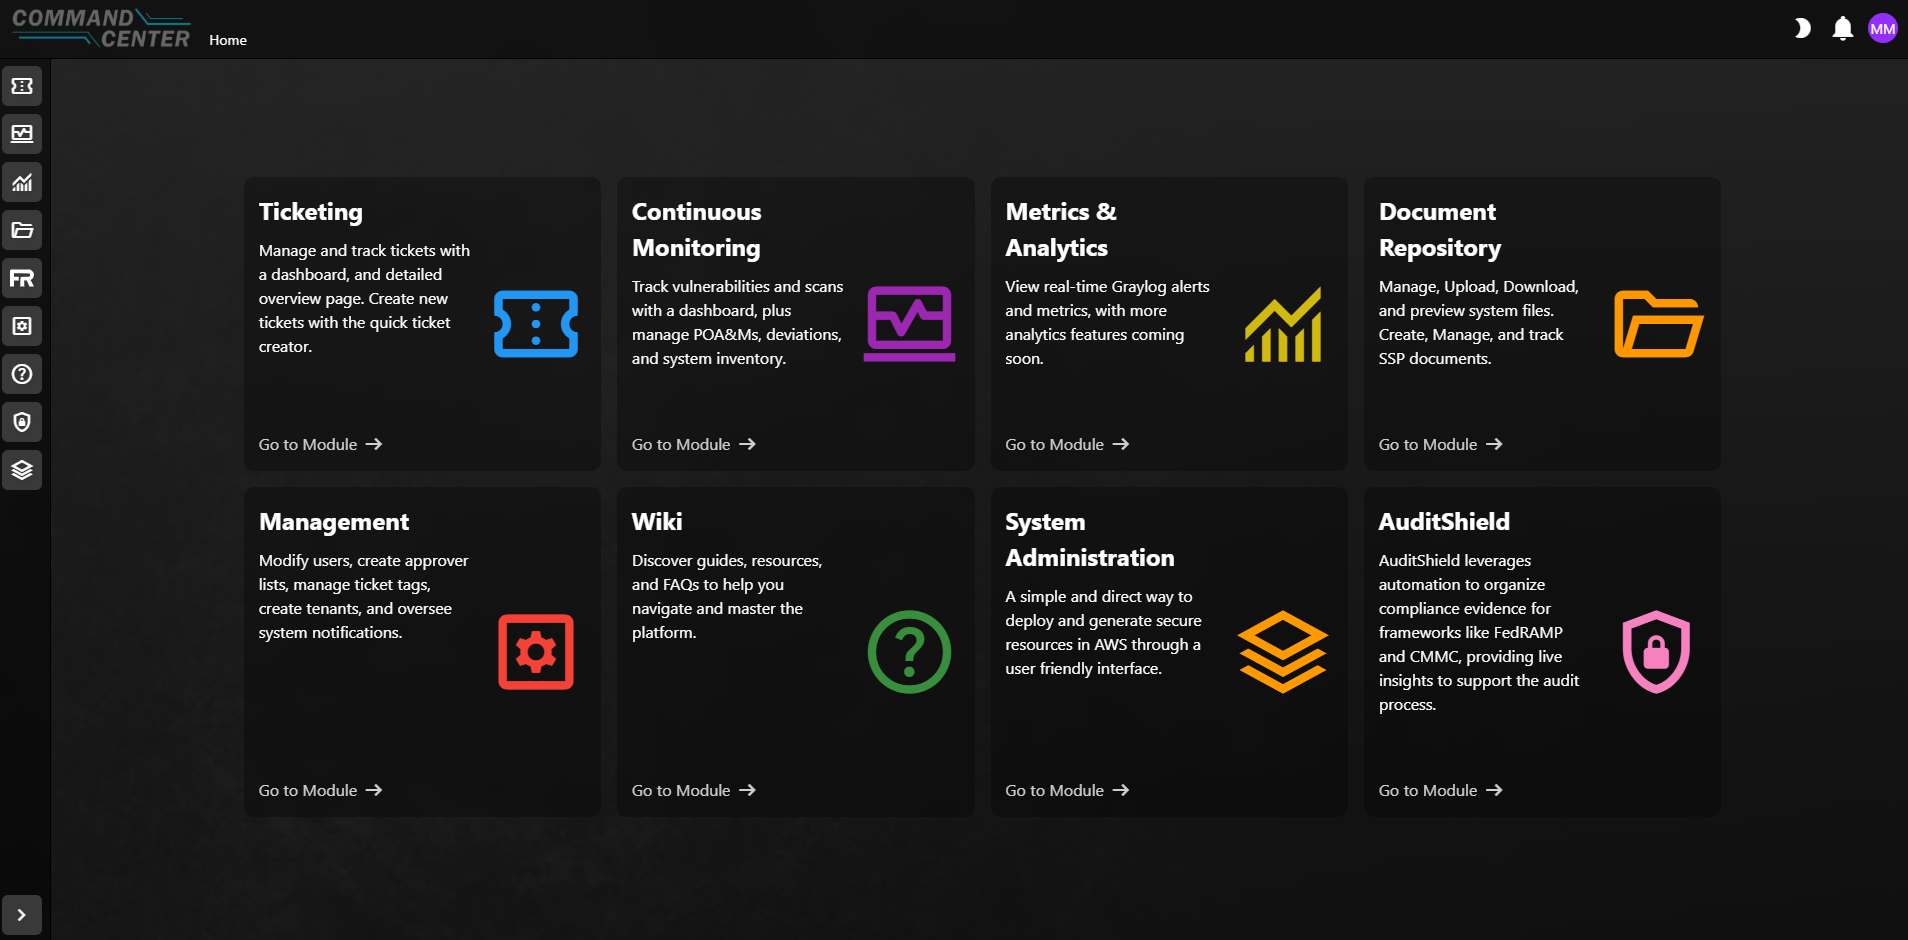 COMMAND
CENTER
Home
MM
FR
Ticketing
Manage and track tickets with
a dashboard, and detailed
overview page. Create new
tickets with the quick ticket
creator.
Go to Module
Continuous
Monitoring
Track vulnerabilities and scans
with a dashboard, plus
manage POA&Ms, deviations,
and system inventory.
Go to Module
Metrics &
Analytics
View real-time Graylog alerts
and metrics, with more
analytics features coming
soon.
Go to Module
Document
Repository
Manage, Upload, Download,
and preview system files.
Create, Manage, and track
SSP documents.
Go to Module
Management
Modify users, create approver
lists, manage ticket tags,
create tenants, and oversee
system notifications.
Go to Module
Wiki
Discover guides, resources,
and FAQs to help you
navigate and master the
platform.
Go to Module
System
Administration
A simple and direct way to
deploy and generate secure
resources in AWS through a
user friendly interface.
Go to Module
AuditShield
AuditShield leverages
automation to organize
compliance evidence for
frameworks like FedRAMP
and CMMC, providing live
insights to support the audit
process.
Go to Module